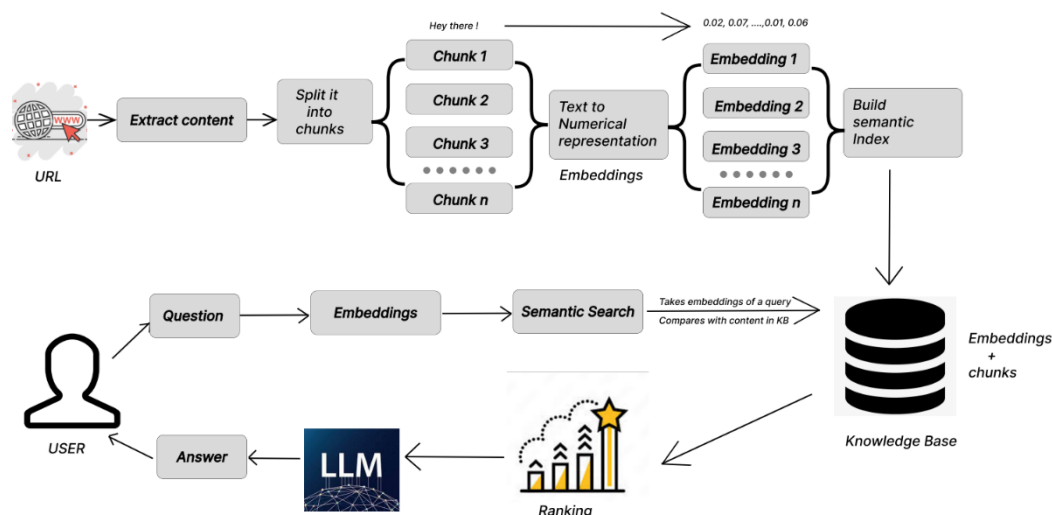 Hey there !
0.02, 0.07, ....,0.01, 0.06
www
URL
Extract content
Split it
into
chunks
Chunk 1
Chunk 2
Chunk 3
Chunk n
Text to
Numerical
representation
Embeddings
Embedding 1
Embedding 2
Embedding 3
Embedding n
Build
semantic
Index
Question
Embeddings
Semantic Search
Takes embeddings of a query
Compares with content in KB
Embeddings
+
chunks
Knowledge Base
USER
Answer
LLM
Ranking